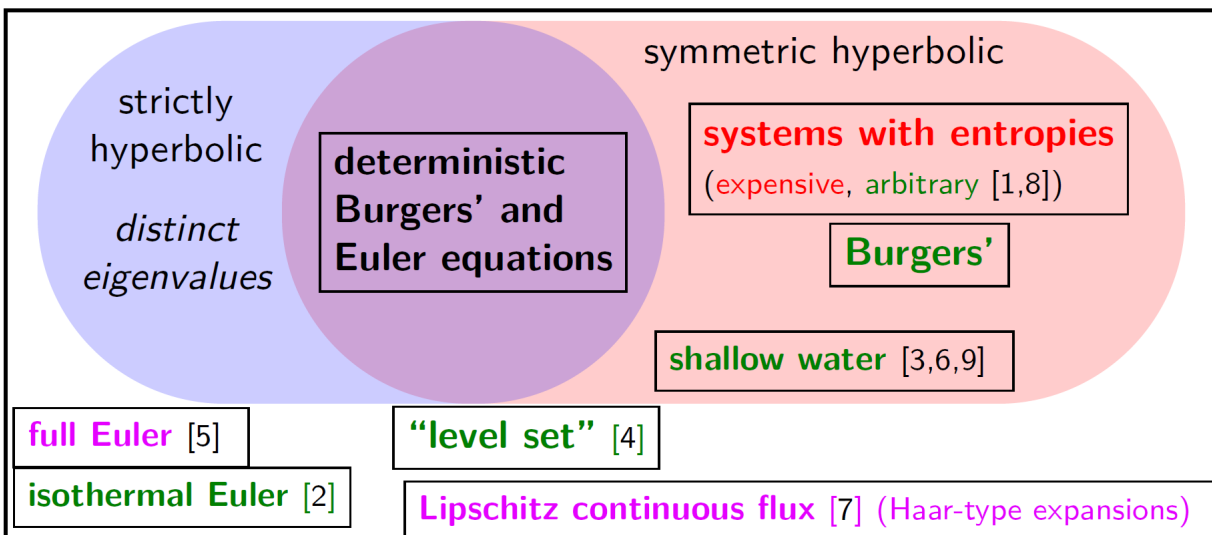 symmetric hyperbolic
strictly
hyperbolic
distinct
eigenvalues
deterministic
Burgers’ and
Euler equations
systems with entropies
(expensive, arbitrary [1,8])
Burgers’
shallow water [3,6,9]
full Euler [5]
“level set” [4]
isothermal Euler [2]
Lipschitz continuous flux [7] (Haar-type expansions)